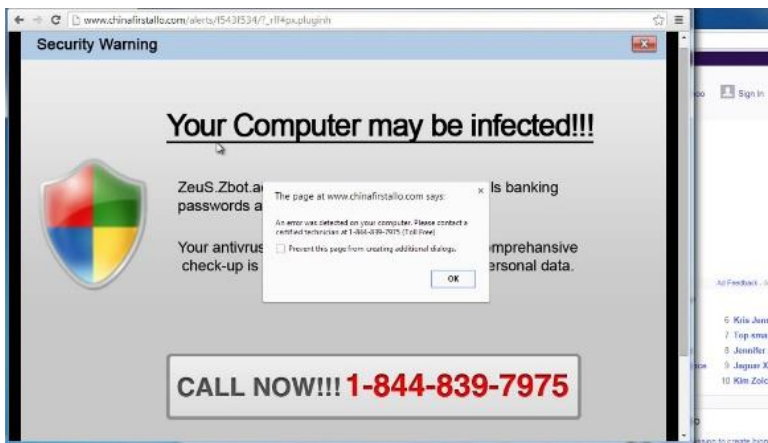 www.chinafirstallo.com/alerts/f543f534/?_rlf#px.pluginh
Security Warning
Sign In
Your Computer may be infected!!!
ZeuS.Zbot.a
ls banking
passwords a
The page at www.chinafirstallo.com says:
An error was detected on your computer. Please contact a
certified technician at 1-844-839-7975 (Toll Free)
Prevent this page from creating additional dialogs.
OK
Your antivirus
mprehansive
check-up is
ersonal data.
Ad Feedback
6 Kris Jenn
7 Top sma
8 Jennifer
9 Jaguar X
10 Kim Zolc
CALL NOW!!! 1-844-839-7975